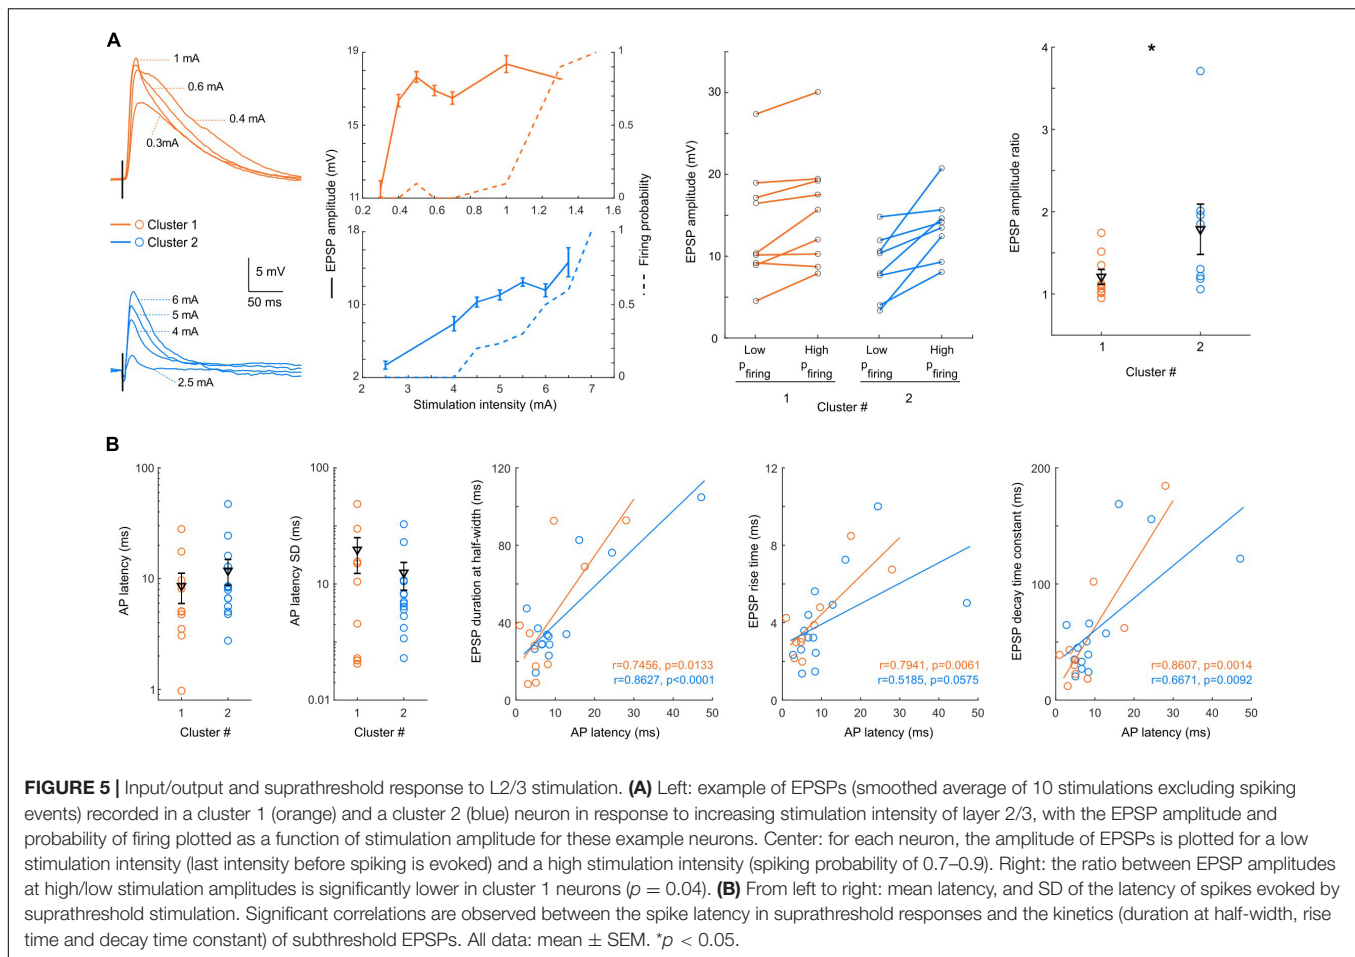 A
1 mA
0.6 mA
0.4 mA
0.3mA
Cluster 1
Cluster 2
5 mV
50 ms
6 mA
5 mA
4 mA
2.5 mA
EPSP amplitude (mV)
19
17
15
13
11
0.2 0.4 0.6 0.8 1 1.2 1.4 1.6
1
0.5
0
Firing probability
18
10
2
2 3 4 5 6 7
1
0.5
0
Stimulation intensity (mA)
EPSP amplitude (mV)
30
20
10
0
Low High Low High
p firing p firing p firing p firing
1 2
Cluster #
EPSP amplitude ratio
4
3
2
1
*
1 2
Cluster #
B
AP latency (ms)
100
10
1
1 2
Cluster #
AP latency SD (ms)
100
10
0.01
1 2
Cluster #
EPSP duration at half-width (ms)
120
80
40
0
r=0.7456, p=0.0133
r=0.8627, p<0.0001
0 10 20 30 40 50
AP latency (ms)
EPSP rise time (ms)
12
8
4
0
r=0.7941, p=0.0061
r=0.5185, p=0.0575
0 10 20 30 40 50
AP latency (ms)
EPSP decay time constant (ms)
200
100
50
0
r=0.8607, p=0.0014
r=0.6671, p=0.0092
0 10 20 30 40 50
AP latency (ms)
FIGURE 5 | Input/output and suprathreshold response to L2/3 stimulation. (A) Left: example of EPSPs (smoothed average of 10 stimulations excluding spiking
events) recorded in a cluster 1 (orange) and a cluster 2 (blue) neuron in response to increasing stimulation intensity of layer 2/3, with the EPSP amplitude and
probability of firing plotted as a function of stimulation amplitude for these example neurons. Center: for each neuron, the amplitude of EPSPs is plotted for a low
stimulation intensity (last intensity before spiking is evoked) and a high stimulation intensity (spiking probability of 0.7–0.9). Right: the ratio between EPSP amplitudes
at high/low stimulation amplitudes is significantly lower in cluster 1 neurons (p = 0.04). (B) From left to right: mean latency, and SD of the latency of spikes evoked by
suprathreshold stimulation. Significant correlations are observed between the spike latency in suprathreshold responses and the kinetics (duration at half-width, rise
time and decay time constant) of subthreshold EPSPs. All data: mean ± SEM. *p < 0.05.